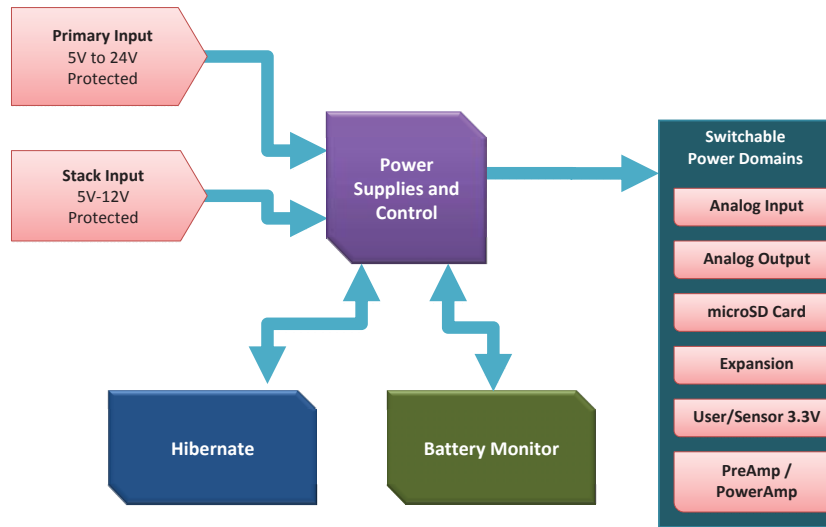 Primary Input
5V to 24V
Protected
Stack Input
5V-12V
Protected
Power
Supplies and
Control
Hibernate
Battery Monitor
Switchable
Power Domains
Analog Input
Analog Output
microSD Card
Expansion
User/Sensor 3.3V
PreAmp /
PowerAmp